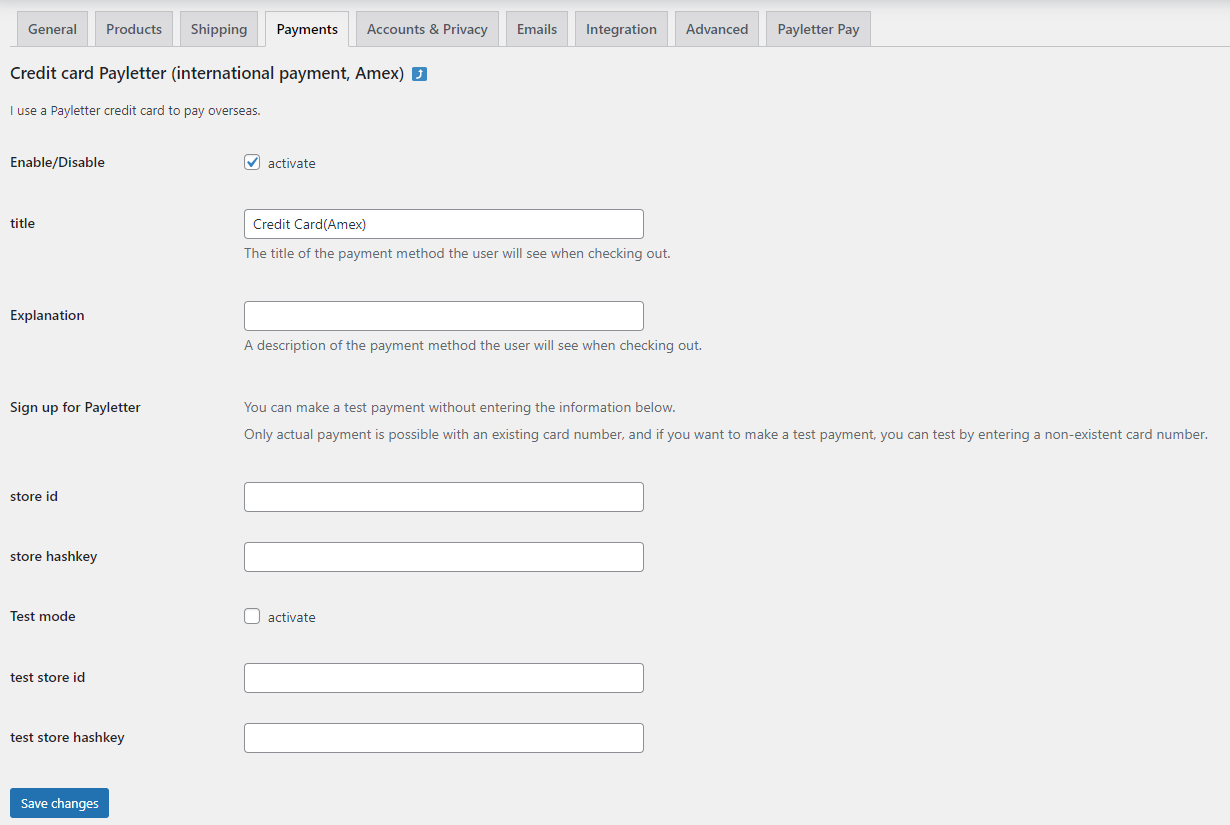 General Products Shipping Payments Accounts & Privacy Emails Integration Advanced Payletter Pay
Credit card Payletter (international payment, Amex)
I use a Payletter credit card to pay overseas.
Enable/Disable activate
title Credit Card(Amex)
The title of the payment method the user will see when checking out.
Explanation
A description of the payment method the user will see when checking out.
Sign up for Payletter You can make a test payment without entering the information below.
Only actual payment is possible with an existing card number, and if you want to make a test payment, you can test by entering a non-existent card number.
store id
store hashkey
Test mode activate
test store id
test store hashkey
Save changes